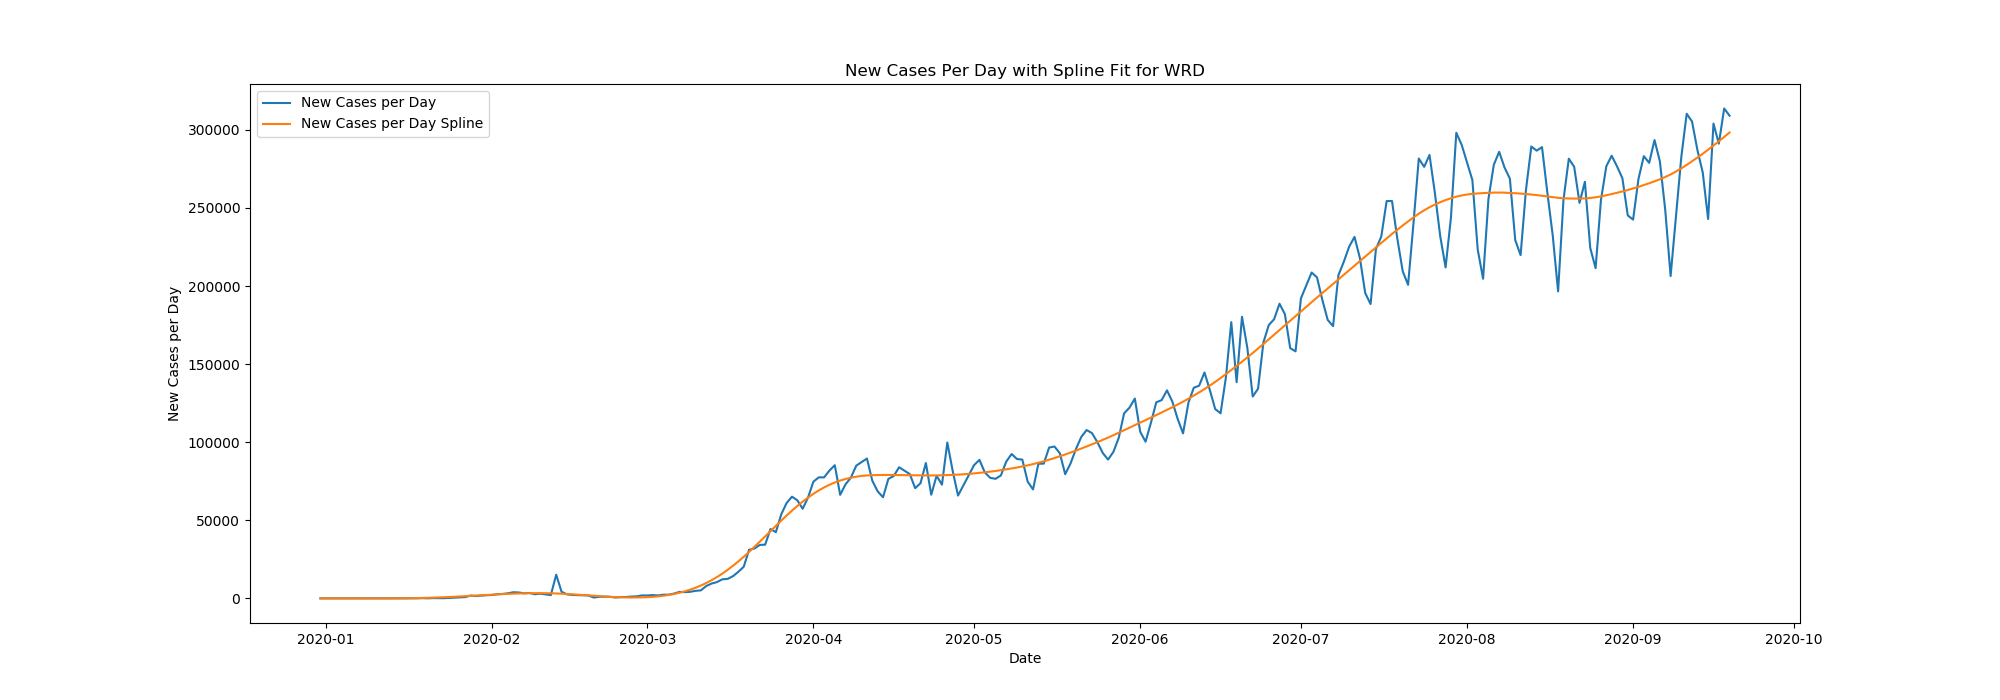 New Cases Per Day with Spline Fit for WRD
New Cases per Day
New Cases per Day Spline
300000
250000
200000
150000
100000
50000
0
New Cases per Day
2020-01 2020-02 2020-03 2020-04 2020-05 2020-06 2020-07 2020-08 2020-09 2020-10
Date